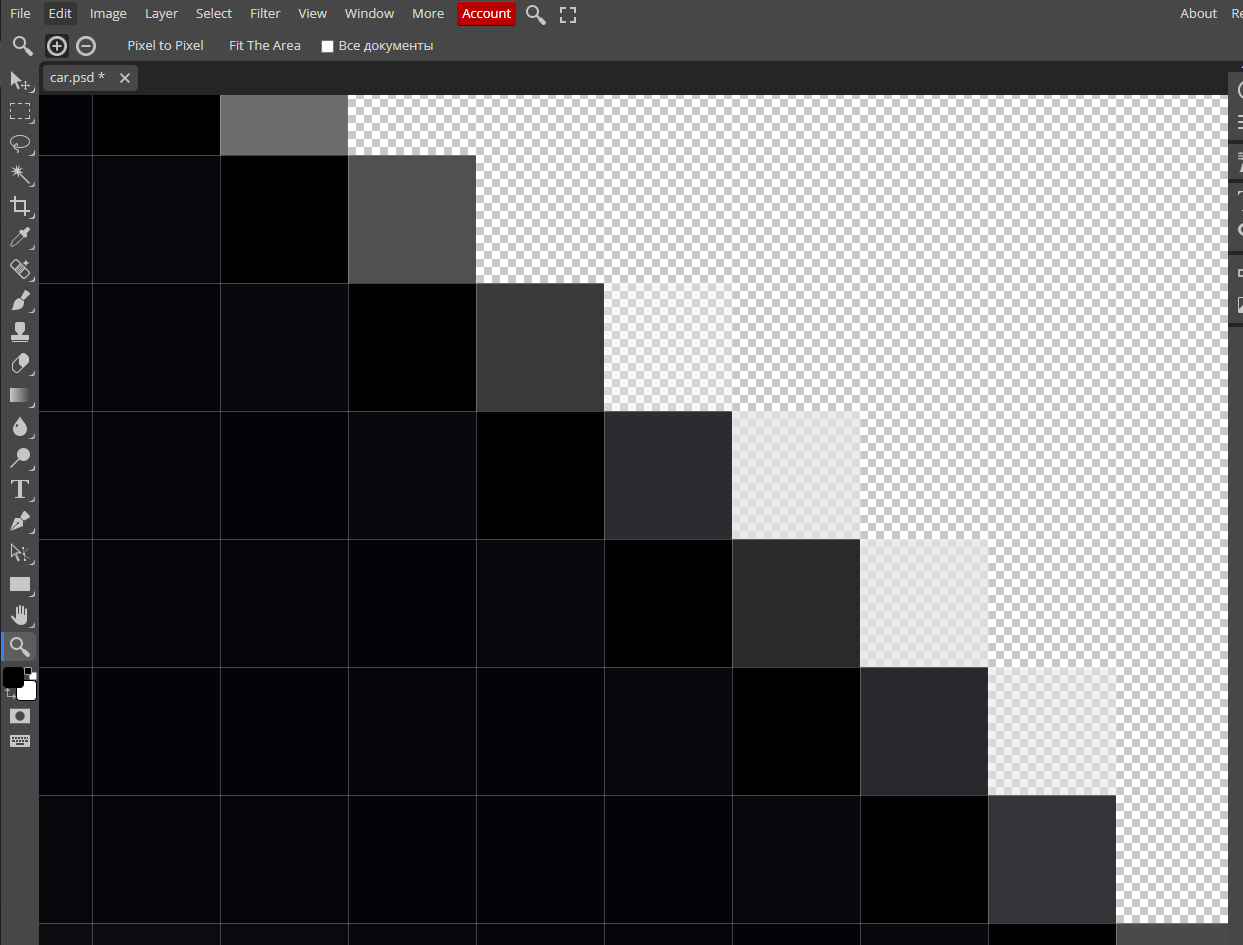 File Edit Image Layer Select Filter View Window More Account About
Pixel to Pixel Fit The Area Все документы
car.psd *